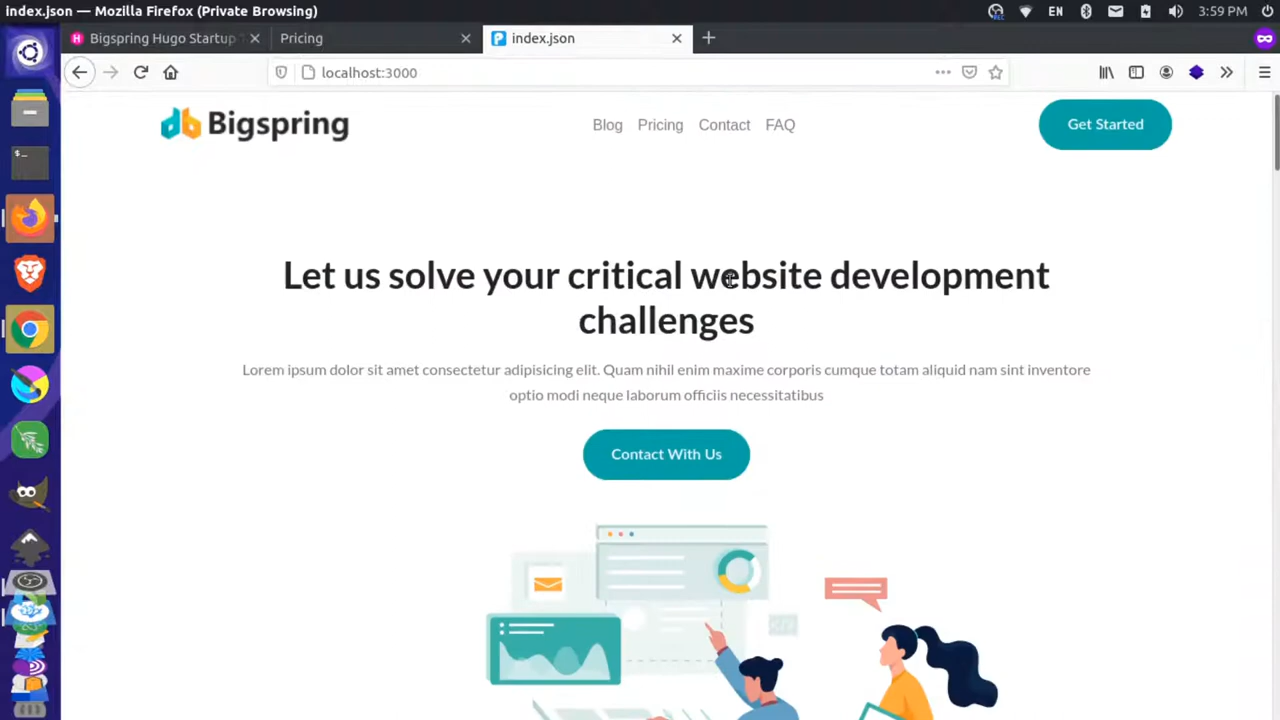 index.json — Mozilla Firefox (Private Browsing)
EN
3:59 PM
Bigspring Hugo Startup
Pricing
index.json
localhost:3000
Bigspring
Blog
Pricing
Contact
FAQ
Get Started
Let us solve your critical website development
challenges
Lorem ipsum dolor sit amet consectetur adipisicing elit. Quam nihil enim maxime corporis cumque totam aliquid nam sint inventore
optio modi neque laborum officiis necessitatibus
Contact With Us